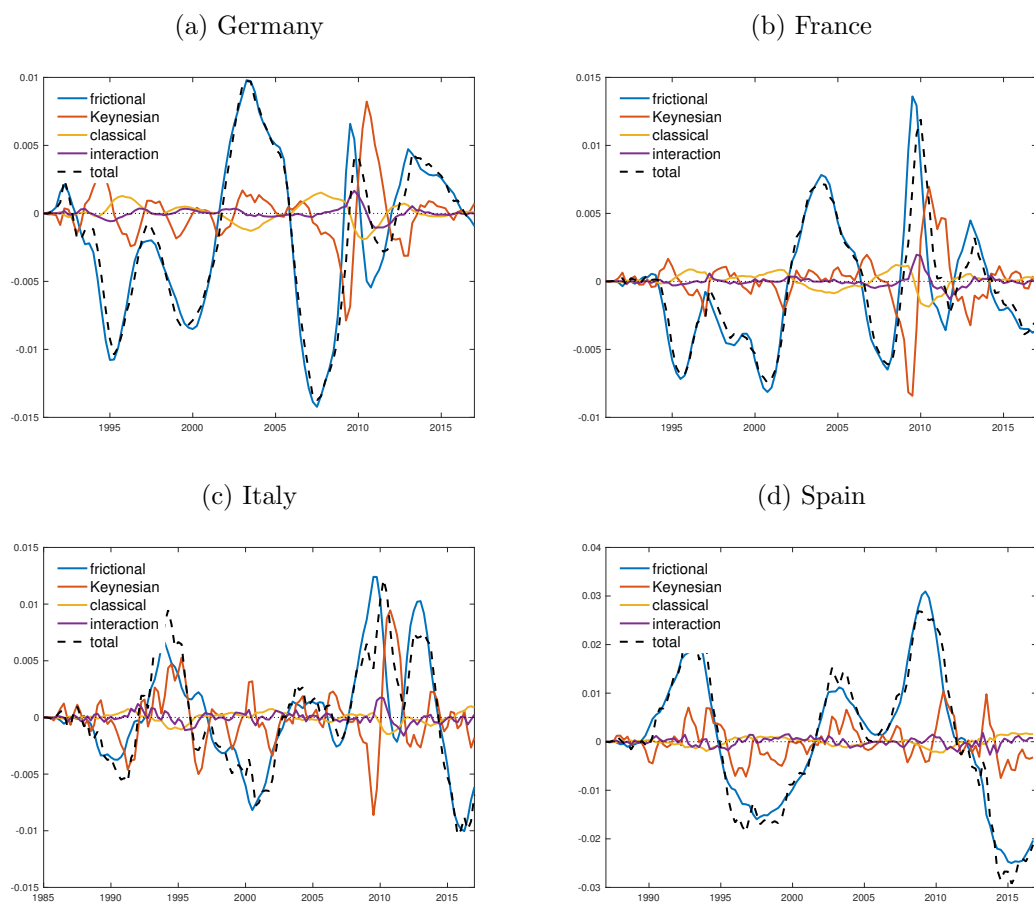 (a) Germany
0.01
0.005
0
-0.005
-0.01
-0.015
frictional
Keynesian
classical
interaction
total
1995 2000 2005 2010 2015
(b) France
0.015
0.01
0.005
0
-0.005
-0.01
frictional
Keynesian
classical
interaction
total
1995 2000 2005 2010 2015
(c) Italy
0.015
0.01
0.005
0
-0.005
-0.01
-0.015
frictional
Keynesian
classical
interaction
total
1985 1990 1995 2000 2005 2010 2015
(d) Spain
0.04
0.03
0.02
0.01
0
-0.01
-0.02
-0.03
frictional
Keynesian
classical
interaction
total
1990 1995 2000 2005 2010 2015